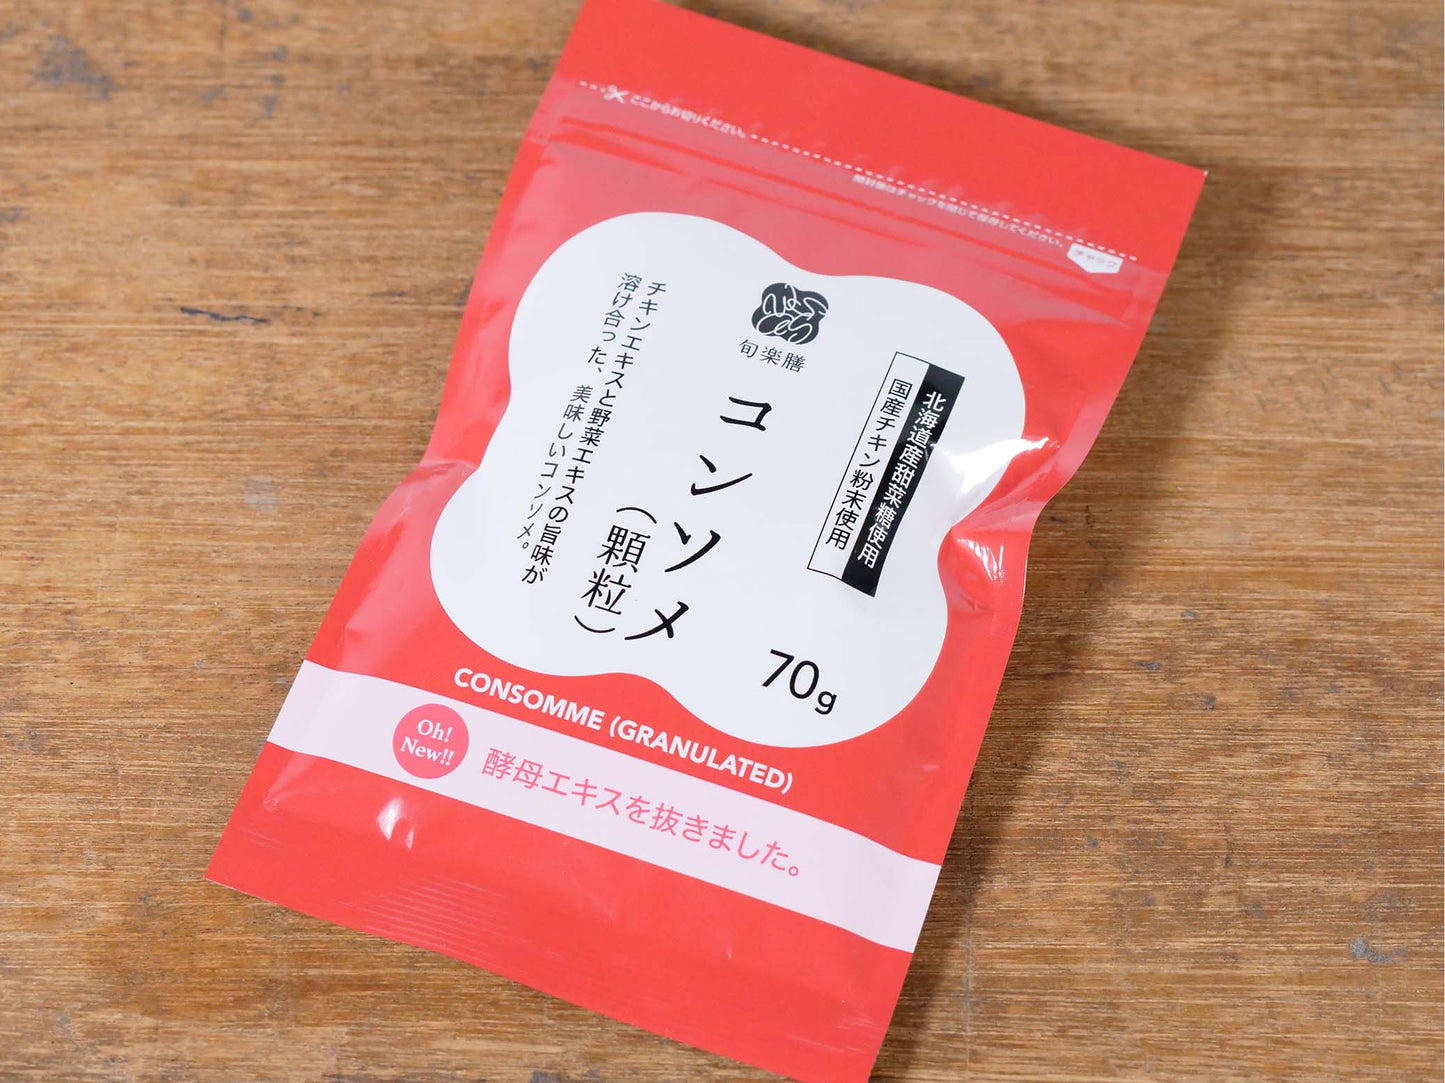 ここからお切りください。
開封後はチャックを閉じて保存してください。
チャック
旬楽膳
北海道産甜菜糖使用
国産チキン粉末使用
コンソメ
(顆粒)
チキンエキスと野菜エキスの旨味が
溶け合った、美味しいコンソメ。
70g
CONSOMME (GRANULATED)
Oh!
New!!
酵母エキスを抜きました。